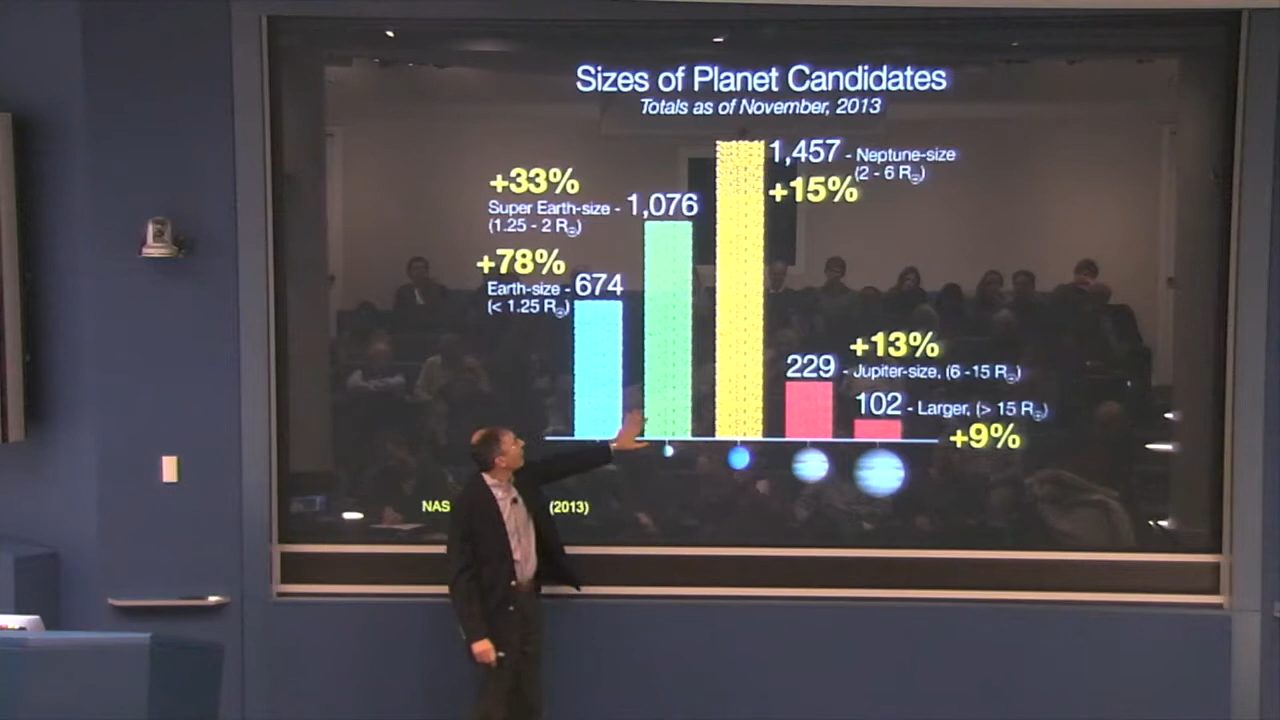 Sizes of Planet Candidates
Totals as of November, 2013
1,457 - Neptune-size
(2 - 6 R⊕)
+15%
+33%
Super Earth-size - 1,076
(1.25 - 2 R⊕)
+78%
Earth-size - 674
(< 1.25 R⊕)
+13%
229 - Jupiter-size, (6 -15 R⊕)
102 - Larger, (> 15 R⊕)
+9%
(2013)